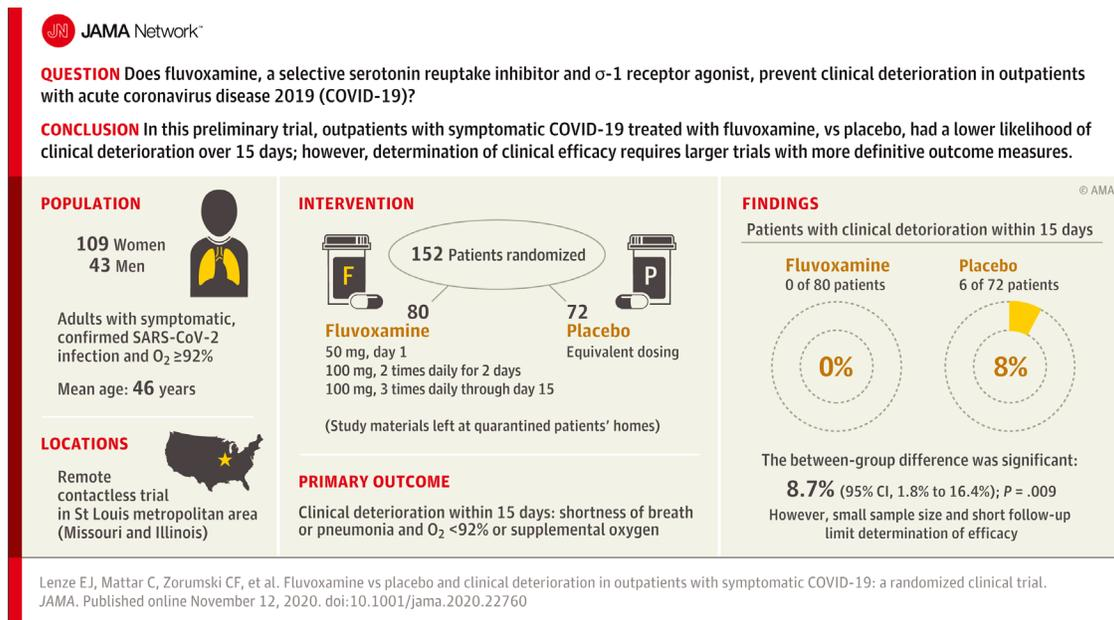 JN JAMA Network™
QUESTION Does fluvoxamine, a selective serotonin reuptake inhibitor and σ-1 receptor agonist, prevent clinical deterioration in outpatients
with acute coronavirus disease 2019 (COVID-19)?
CONCLUSION In this preliminary trial, outpatients with symptomatic COVID-19 treated with fluvoxamine, vs placebo, had a lower likelihood of
clinical deterioration over 15 days; however, determination of clinical efficacy requires larger trials with more definitive outcome measures.
© AMA
POPULATION
109 Women
43 Men
Adults with symptomatic,
confirmed SARS-CoV-2
infection and O₂ ≥92%
Mean age: 46 years
LOCATIONS
Remote
contactless trial
in St Louis metropolitan area
(Missouri and Illinois)
INTERVENTION
152 Patients randomized
F
P
80
Fluvoxamine
50 mg, day 1
100 mg, 2 times daily for 2 days
100 mg, 3 times daily through day 15
72
Placebo
Equivalent dosing
(Study materials left at quarantined patients’ homes)
PRIMARY OUTCOME
Clinical deterioration within 15 days: shortness of breath
or pneumonia and O₂ <92% or supplemental oxygen
FINDINGS
Patients with clinical detorioration within 15 days
Fluvoxamine
0 of 80 patients
0%
Placebo
6 of 72 patients
8%
The between-group difference was significant:
8.7% (95% CI, 1.8% to 16.4%); P = .009
However, small sample size and short follow-up
limit determination of efficacy
Lenze EJ, Mattar C, Zorumski CF, et al. Fluvoxamine vs placebo and clinical deterioration in outpatients with symptomatic COVID-19: a randomized clinical trial.
JAMA. Published online November 12, 2020. doi:10.1001/jama.2020.22760